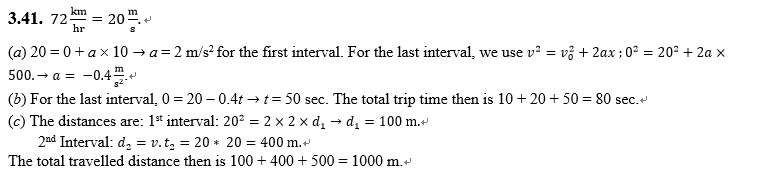 3.41. 72 km/hr = 20 m/s.↵
(a) 20 = 0 + a × 10 → a = 2 m/s² for the first interval. For the last interval, we use v² = v₀² + 2ax ; 0² = 20² + 2a ×
500. → a = −0.4 m/s².↵
(b) For the last interval, 0 = 20 – 0.4t → t = 50 sec. The total trip time then is 10 + 20 + 50 = 80 sec.↵
(c) The distances are: 1st interval: 20² = 2 × 2 × d₁ → d₁ = 100 m.↵
2nd Interval: d₂ = v.t₂ = 20 * 20 = 400 m.↵
The total travelled distance then is 100 + 400 + 500 = 1000 m.↵